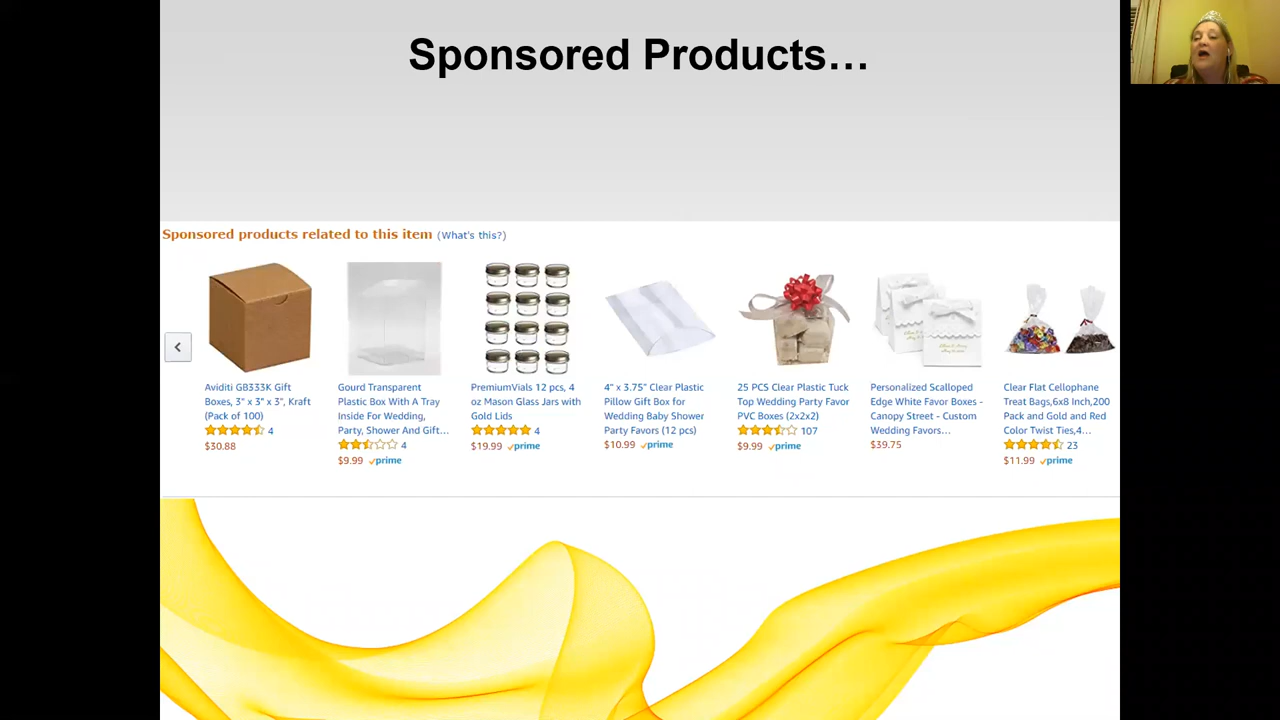 Sponsored Products...
Sponsored products related to this item (What's this?)
Aviditi GB333K Gift
Boxes, 3" x 3" x 3", Kraft
(Pack of 100)
4
$30.88
Gourd Transparent
Plastic Box With A Tray
Inside For Wedding,
Party, Shower And Gift...
4
$9.99 prime
PremiumVials 12 pcs, 4
oz Mason Glass Jars with
Gold Lids
4
$19.99 prime
4" x 3.75" Clear Plastic
Pillow Gift Box for
Wedding Baby Shower
Party Favors (12 pcs)
$10.99 prime
25 PCS Clear Plastic Tuck
Top Wedding Party Favor
PVC Boxes (2x2x2)
107
$9.99 prime
Personalized Scalloped
Edge White Favor Boxes -
Canopy Street - Custom
Wedding Favors...
$39.75
Clear Flat Cellophane
Treat Bags,6x8 Inch,200
Pack and Gold and Red
Color Twist Ties,4...
23
$11.99 prime